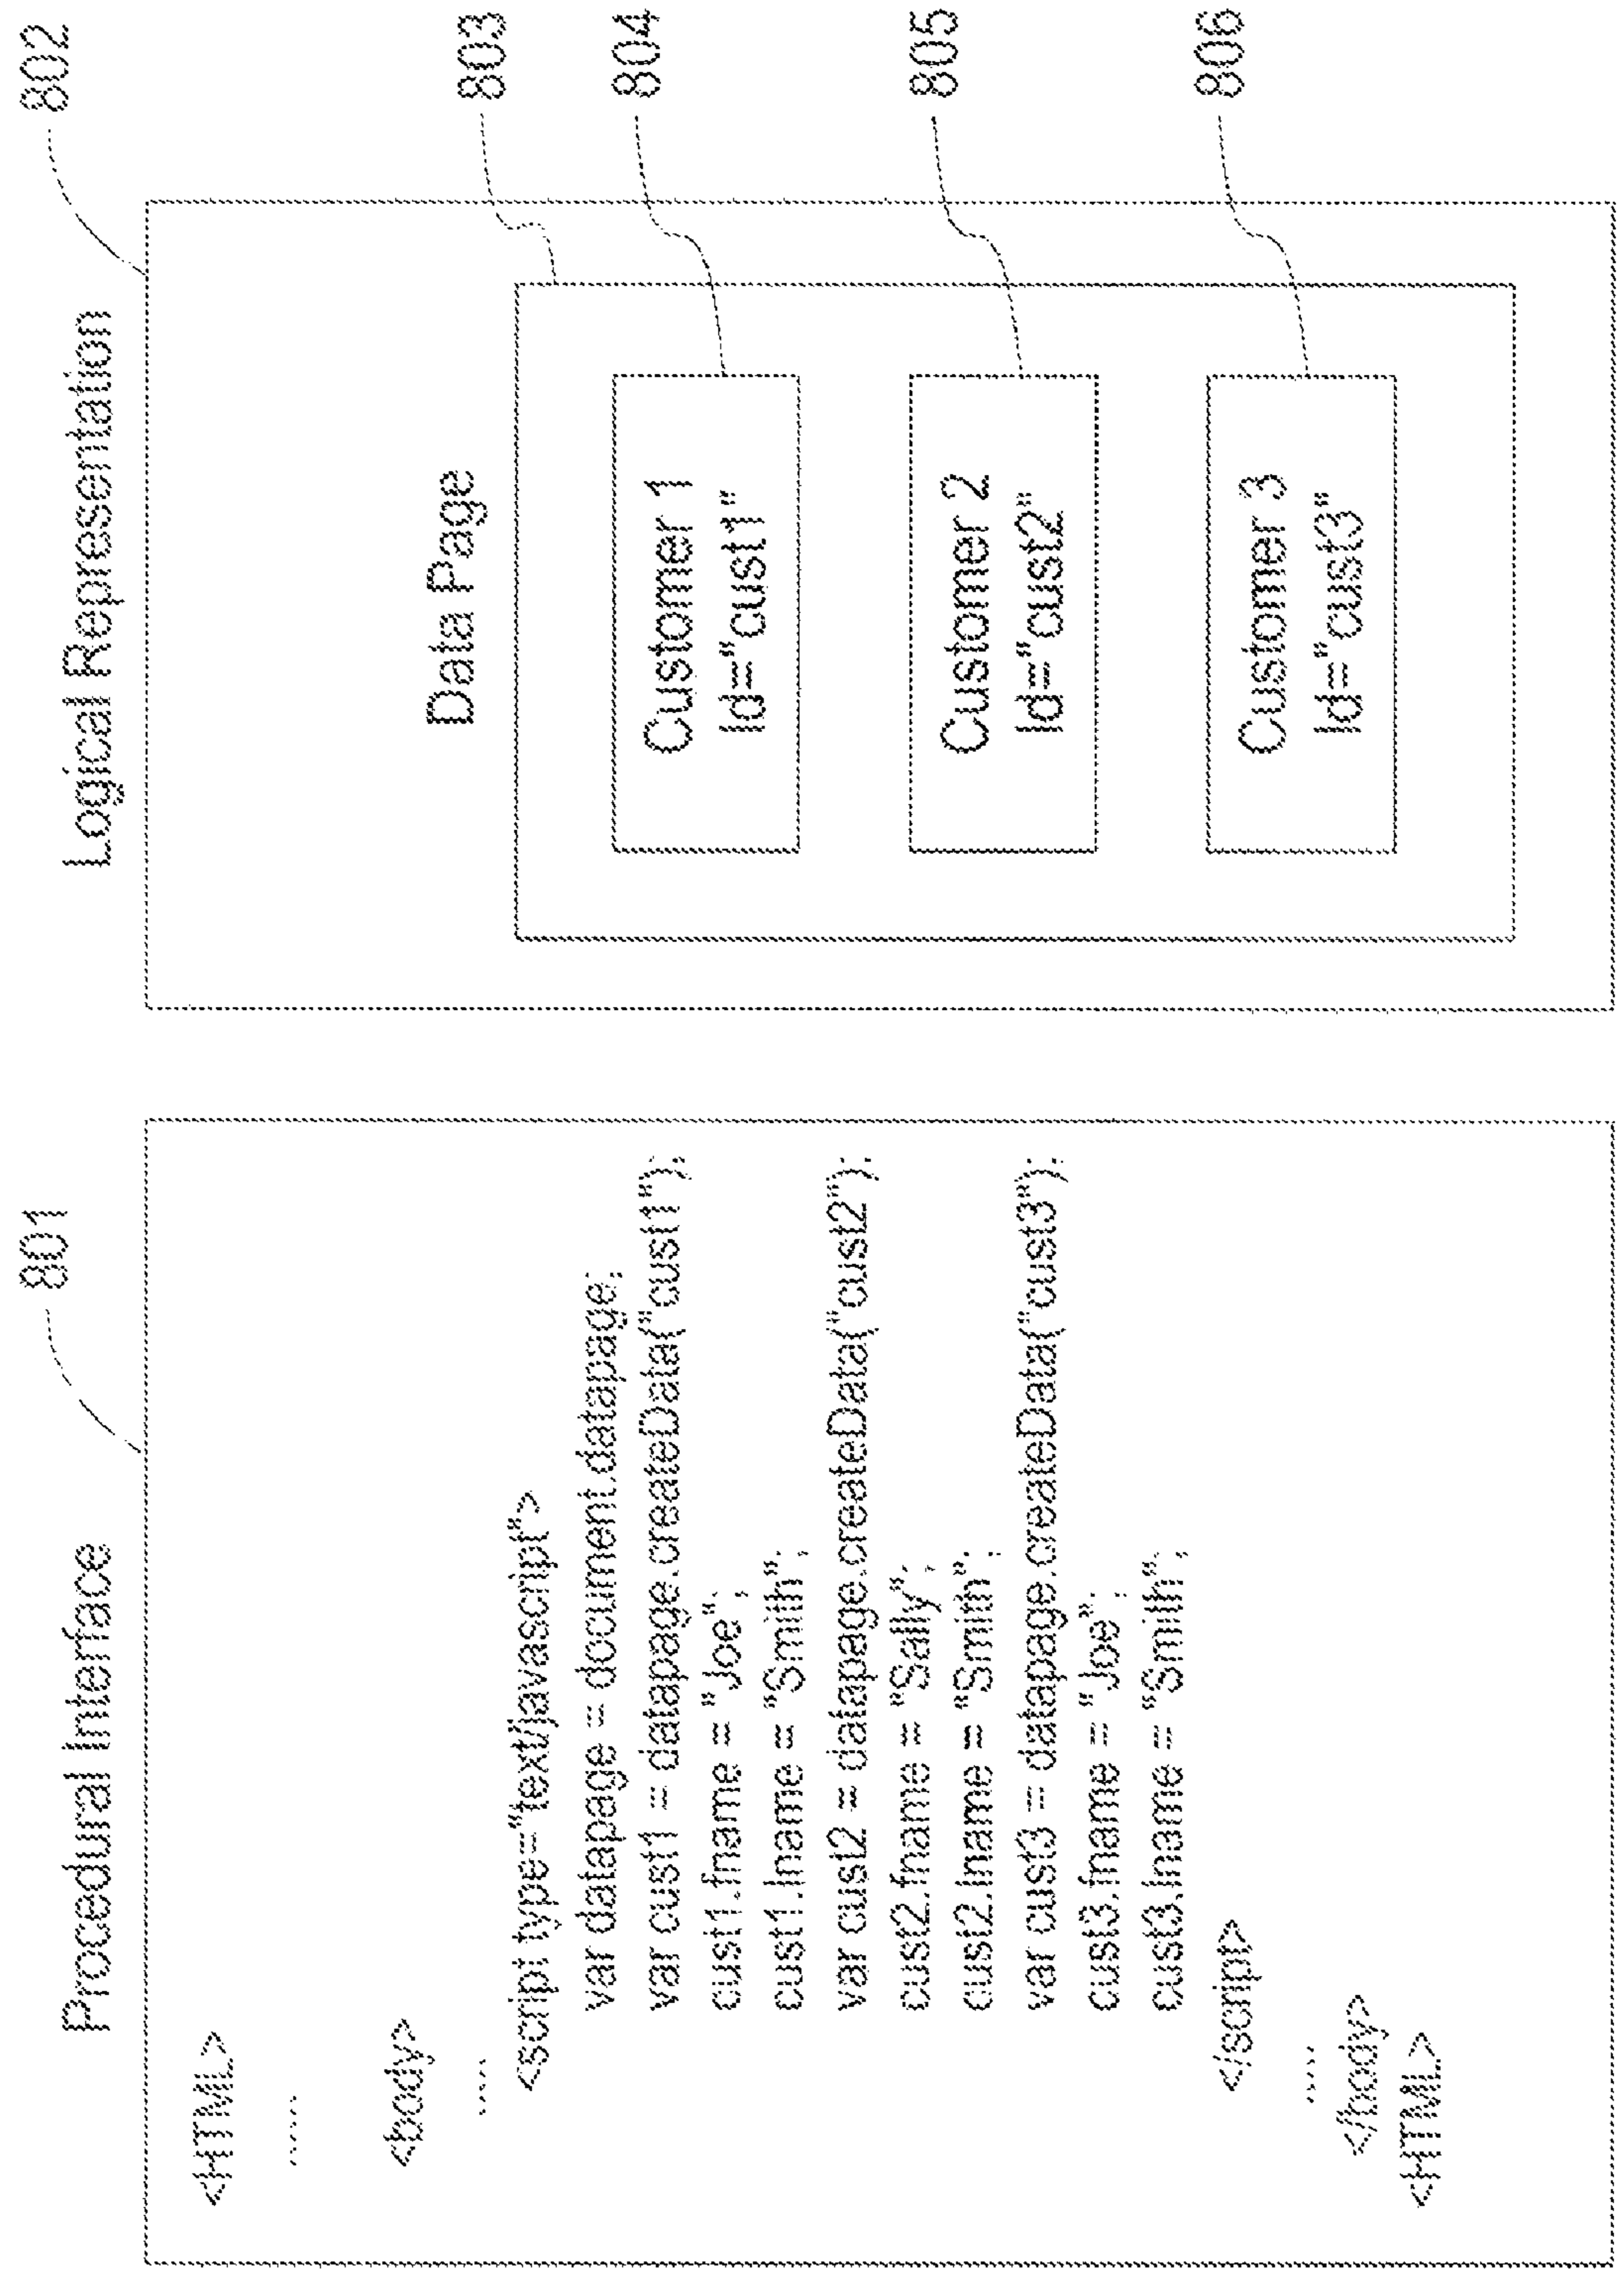 Procedural Interface
801
<HTML>
.....
<body>
.....
<script type="text/javascript">
var datapage = document.datapage;
var cust1 = datapage.createData("cust1");
cust1.fname = "Joe";
cust1.lname = "Smith";
var cust2 = datapage.createData("cust2");
cust2.fname = "Sally";
cust2.lname = "Smith";
var cust3 = datapage.createData("cust3");
cust3.fname = "Joe";
cust3.lname = "Smith";
</script>
.....
</body>
<HTML>
Logical Representation
802
Data Page
803
Customer 1
Id="cust1"
804
Customer 2
Id="cust2"
805
Customer 3
Id="cust3"
806